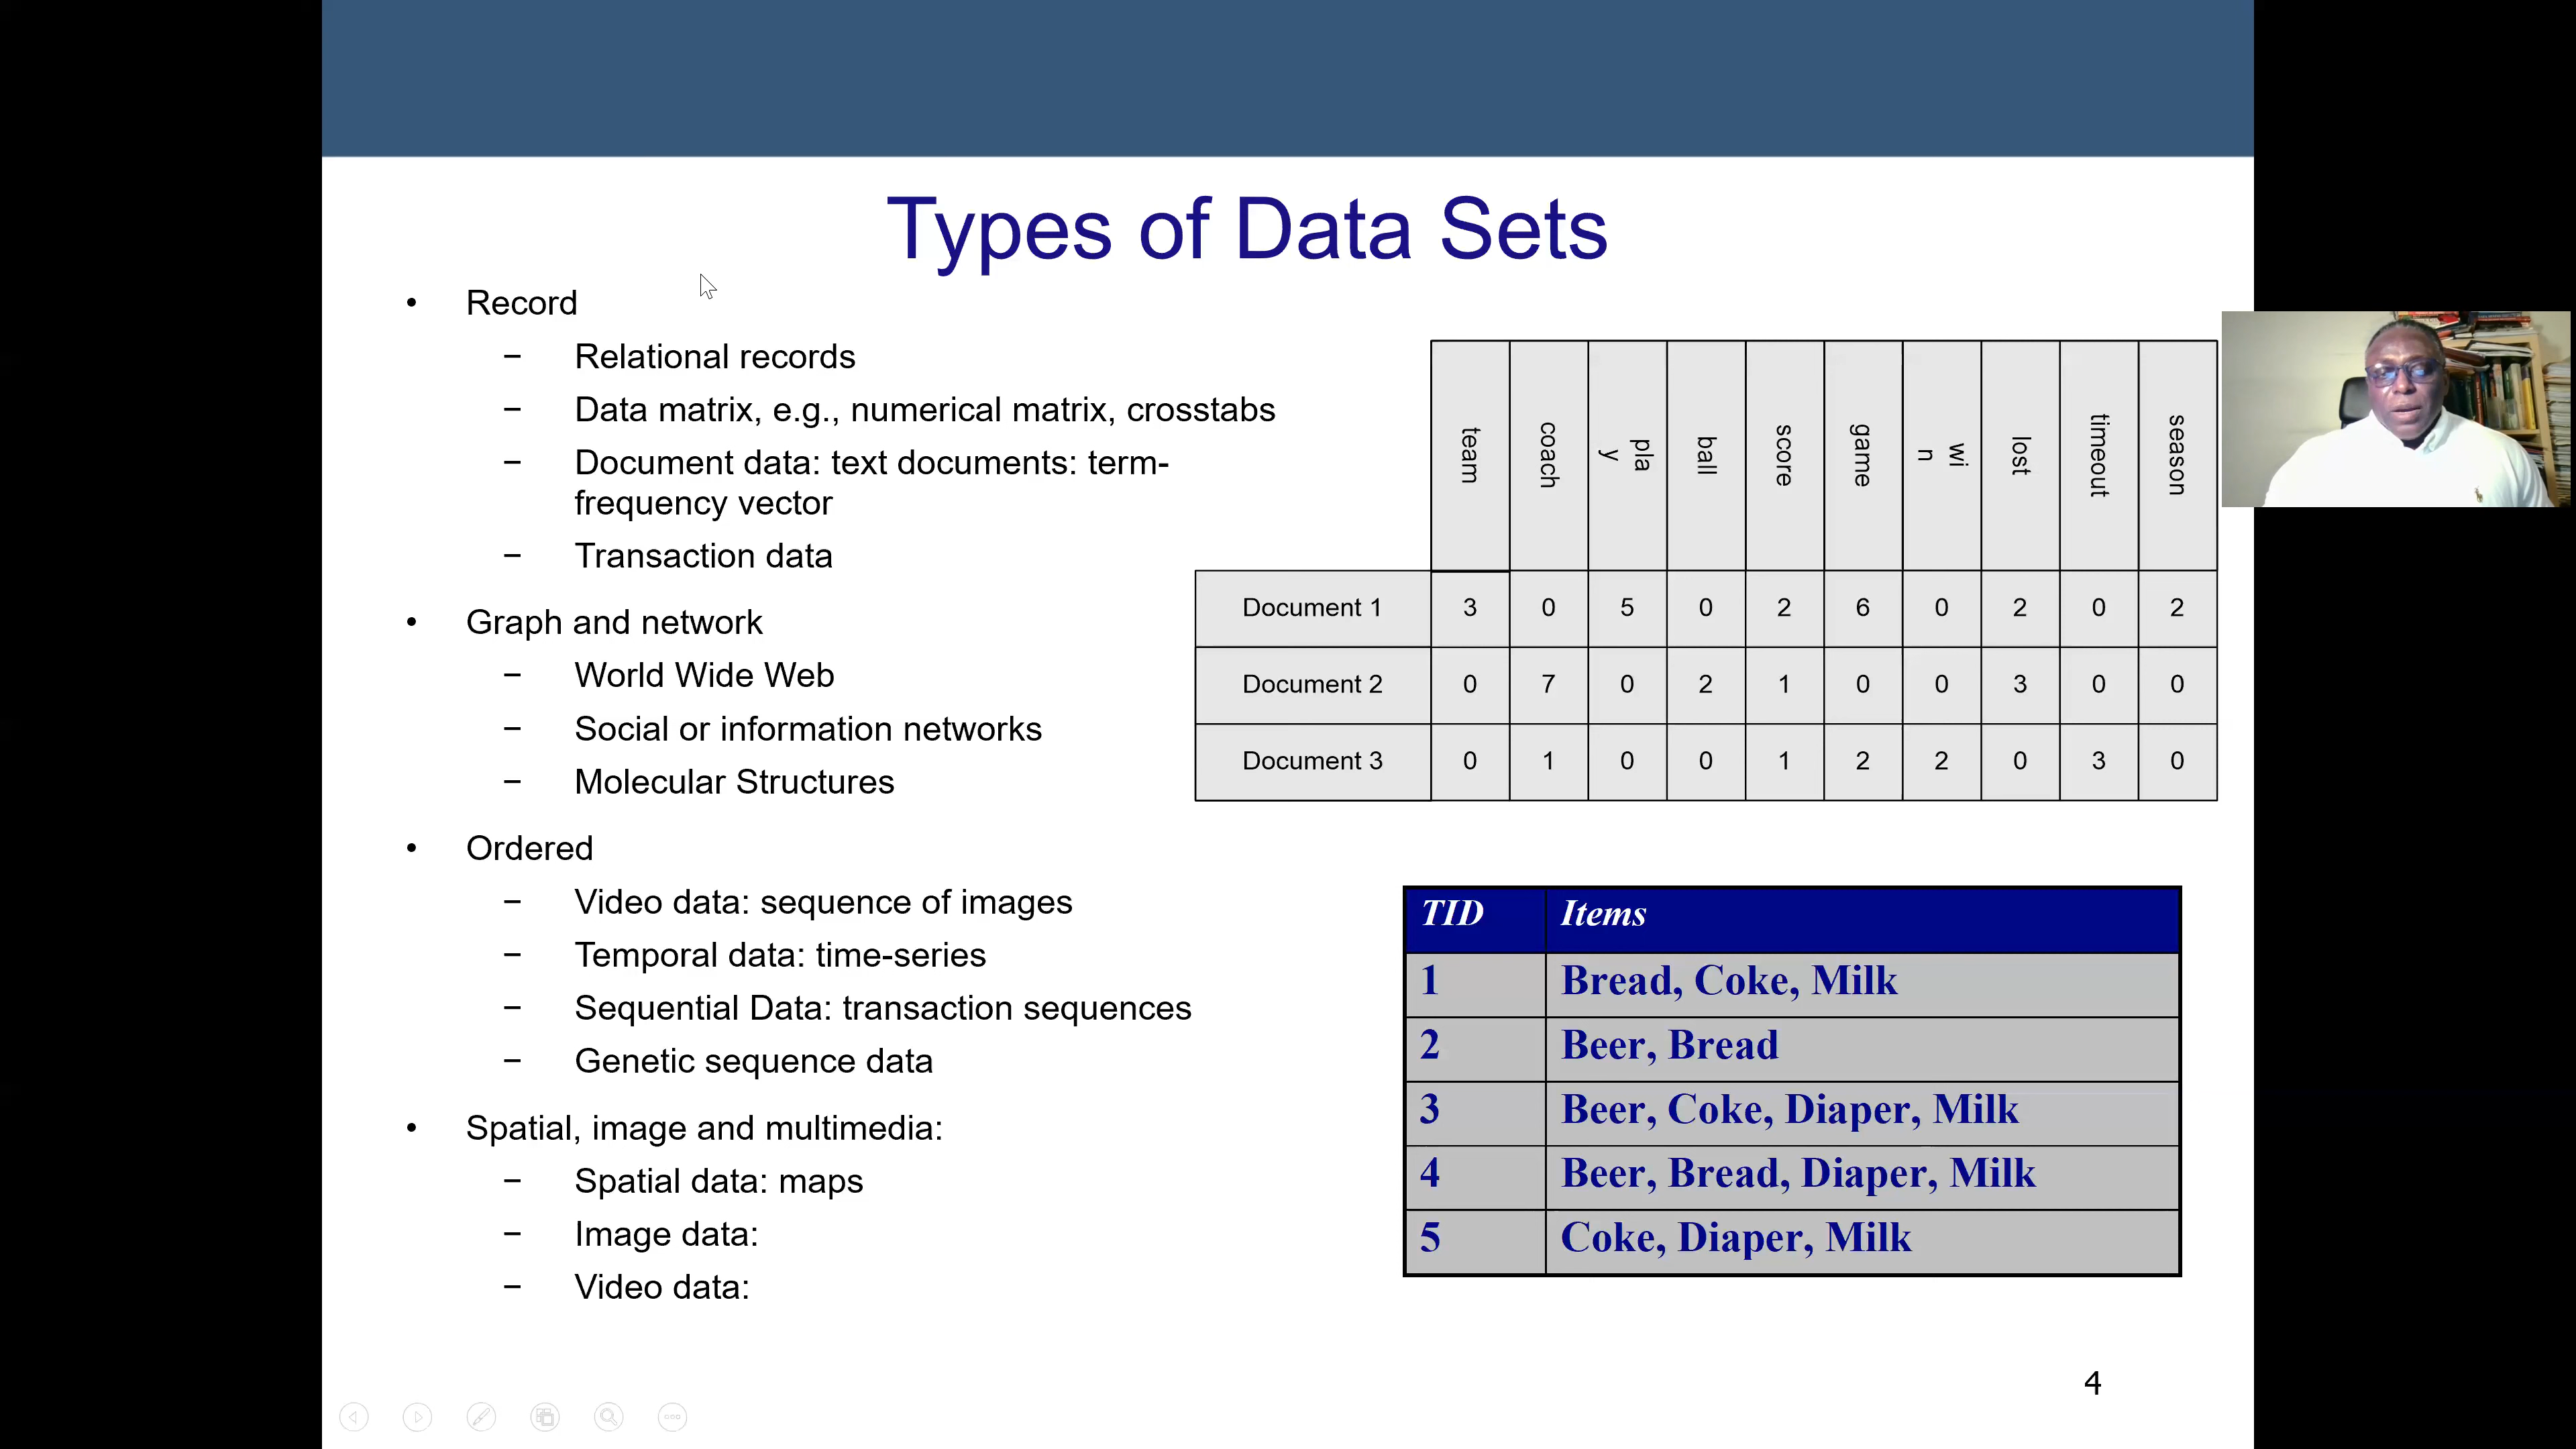 Types of Data Sets
• Record
− Relational records
− Data matrix, e.g., numerical matrix, crosstabs
− Document data: text documents: term-
frequency vector
− Transaction data
• Graph and network
− World Wide Web
− Social or information networks
− Molecular Structures
• Ordered
− Video data: sequence of images
− Temporal data: time-series
− Sequential Data: transaction sequences
− Genetic sequence data
• Spatial, image and multimedia:
− Spatial data: maps
− Image data:
− Video data:
team coach pla y ball score game wi n lost timeout season
Document 1 3 0 5 0 2 6 0 2 0 2
Document 2 0 7 0 2 1 0 0 3 0 0
Document 3 0 1 0 0 1 2 2 0 3 0
TID Items
1 Bread, Coke, Milk
2 Beer, Bread
3 Beer, Coke, Diaper, Milk
4 Beer, Bread, Diaper, Milk
5 Coke, Diaper, Milk
4